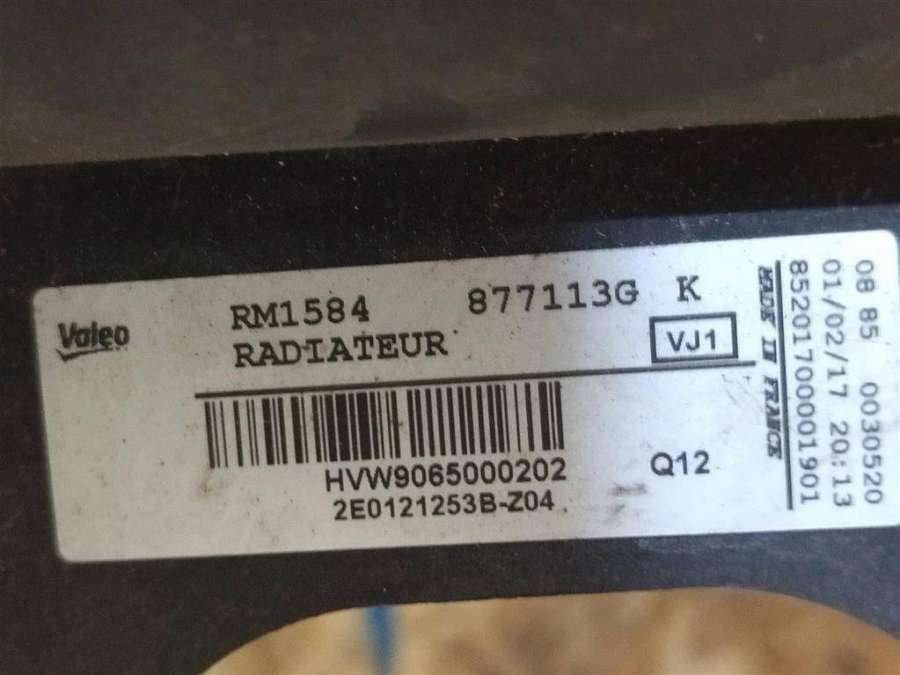 Valeo
RM1584 877113G K
RADIATEUR
VJ1
HVW9065000202
2E0121253B-Z04
Q12
MADE IN FRANCE
85201700001901
01/02/17 20:13
08 85 0030520